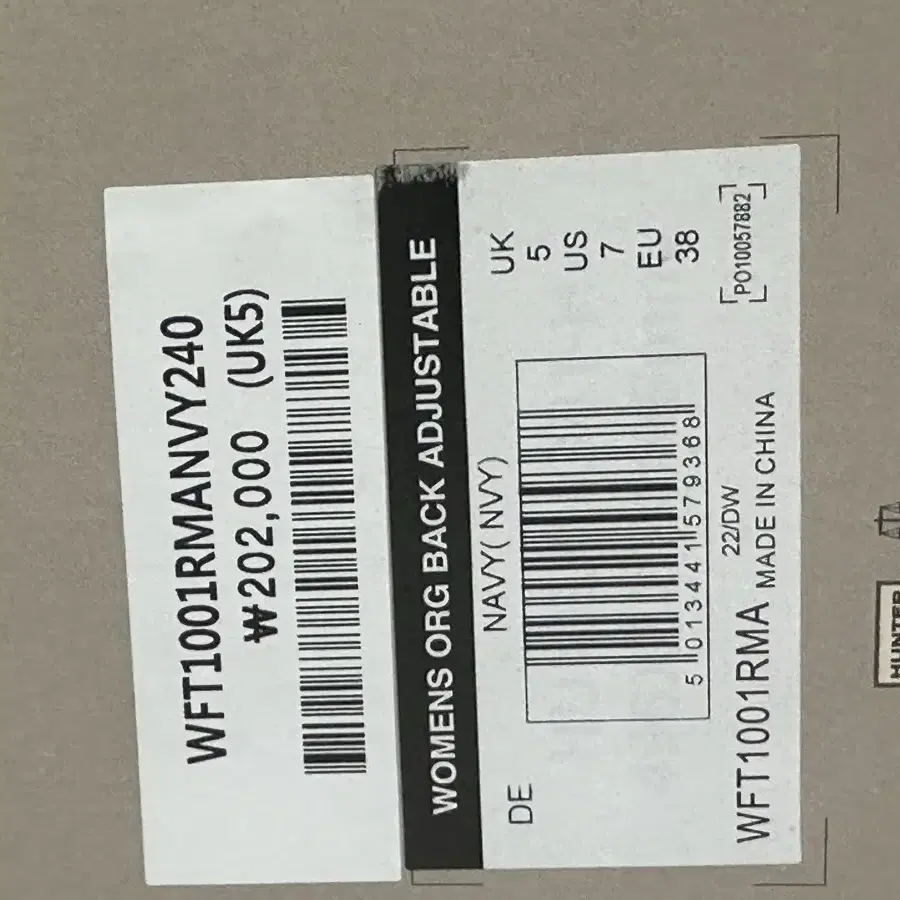 WFT1001RMANVY240
₩202,000 (UK5)
WOMENS ORG BACK ADJUSTABLE
DE
NAVY( NVY)
UK
5
US
7
EU
38
5 013441 579368
22/DW
WFT1001RMA MADE IN CHINA
PO10057882
HUNTER